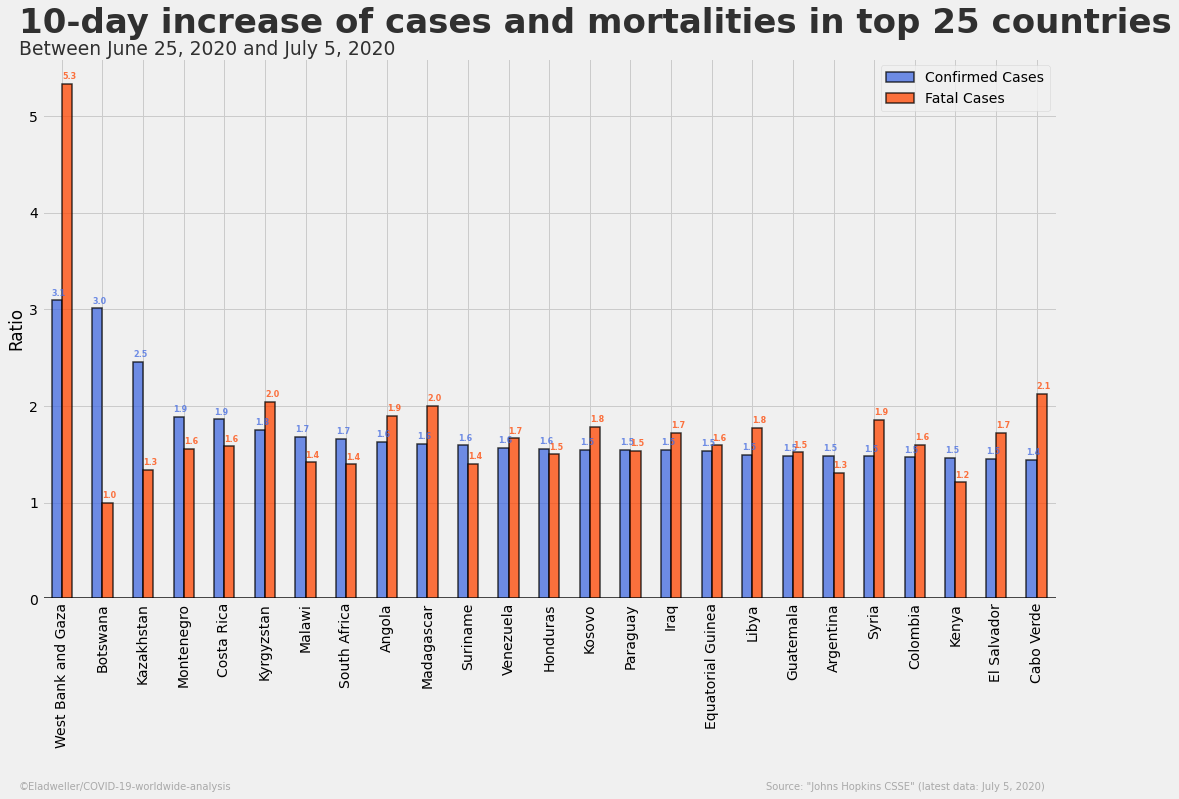 10-day increase of cases and mortalities in top 25 countries
Between June 25, 2020 and July 5, 2020
Confirmed Cases
Fatal Cases
Ratio
5
4
3
2
1
0
5.3
3.0
1.0
2.5
1.3
1.9
1.6
1.9
1.6
2.0
1.7
1.4
1.7
1.4
1.9
2.0
1.6
1.4
1.7
1.6
1.5
1.8
1.5
1.5
1.7
1.5
1.6
1.8
1.5
1.5
1.5
1.3
1.9
1.6
1.5
1.2
1.7
2.1
West Bank and Gaza
Botswana
Kazakhstan
Montenegro
Costa Rica
Kyrgyzstan
Malawi
South Africa
Angola
Madagascar
Suriname
Venezuela
Honduras
Kosovo
Paraguay
Iraq
Equatorial Guinea
Libya
Guatemala
Argentina
Syria
Colombia
Kenya
El Salvador
Cabo Verde
©Eladweller/COVID-19-worldwide-analysis
Source: "Johns Hopkins CSSE" (latest data: July 5, 2020)